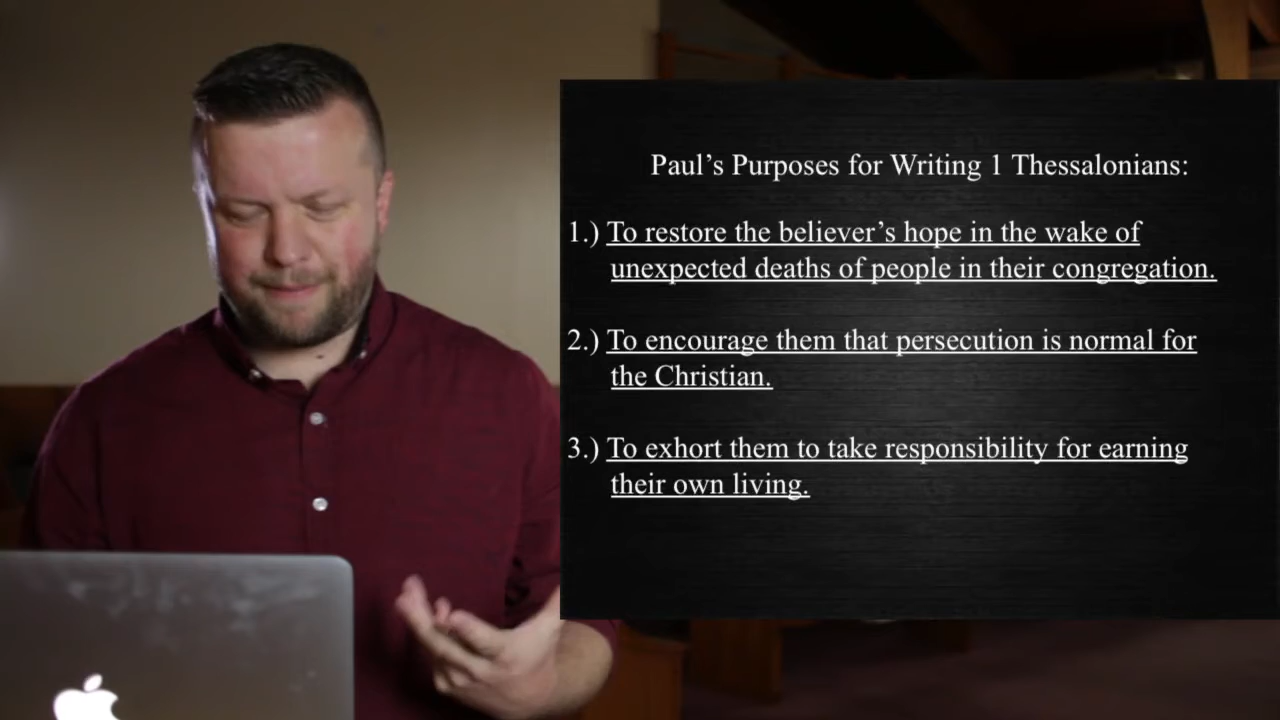 Paul’s Purposes for Writing 1 Thessalonians:
1.) To restore the believer’s hope in the wake of
unexpected deaths of people in their congregation.
2.) To encourage them that persecution is normal for
the Christian.
3.) To exhort them to take responsibility for earning
their own living.